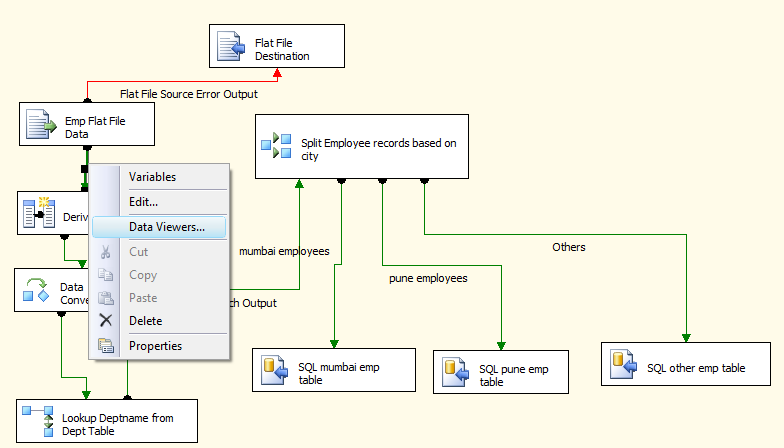 Flat File
Destination
Flat File Source Error Output
Emp Flat File
Data
Split Employee records based on
city
Variables
Edit...
Data Viewers...
Cut
Copy
Paste
Delete
Properties
Deriv
Data
Conve
mumbai employees
pune employees
Others
ch Output
SQL mumbai emp
table
SQL pune emp
table
SQL other emp table
Lookup Deptname from
Dept Table